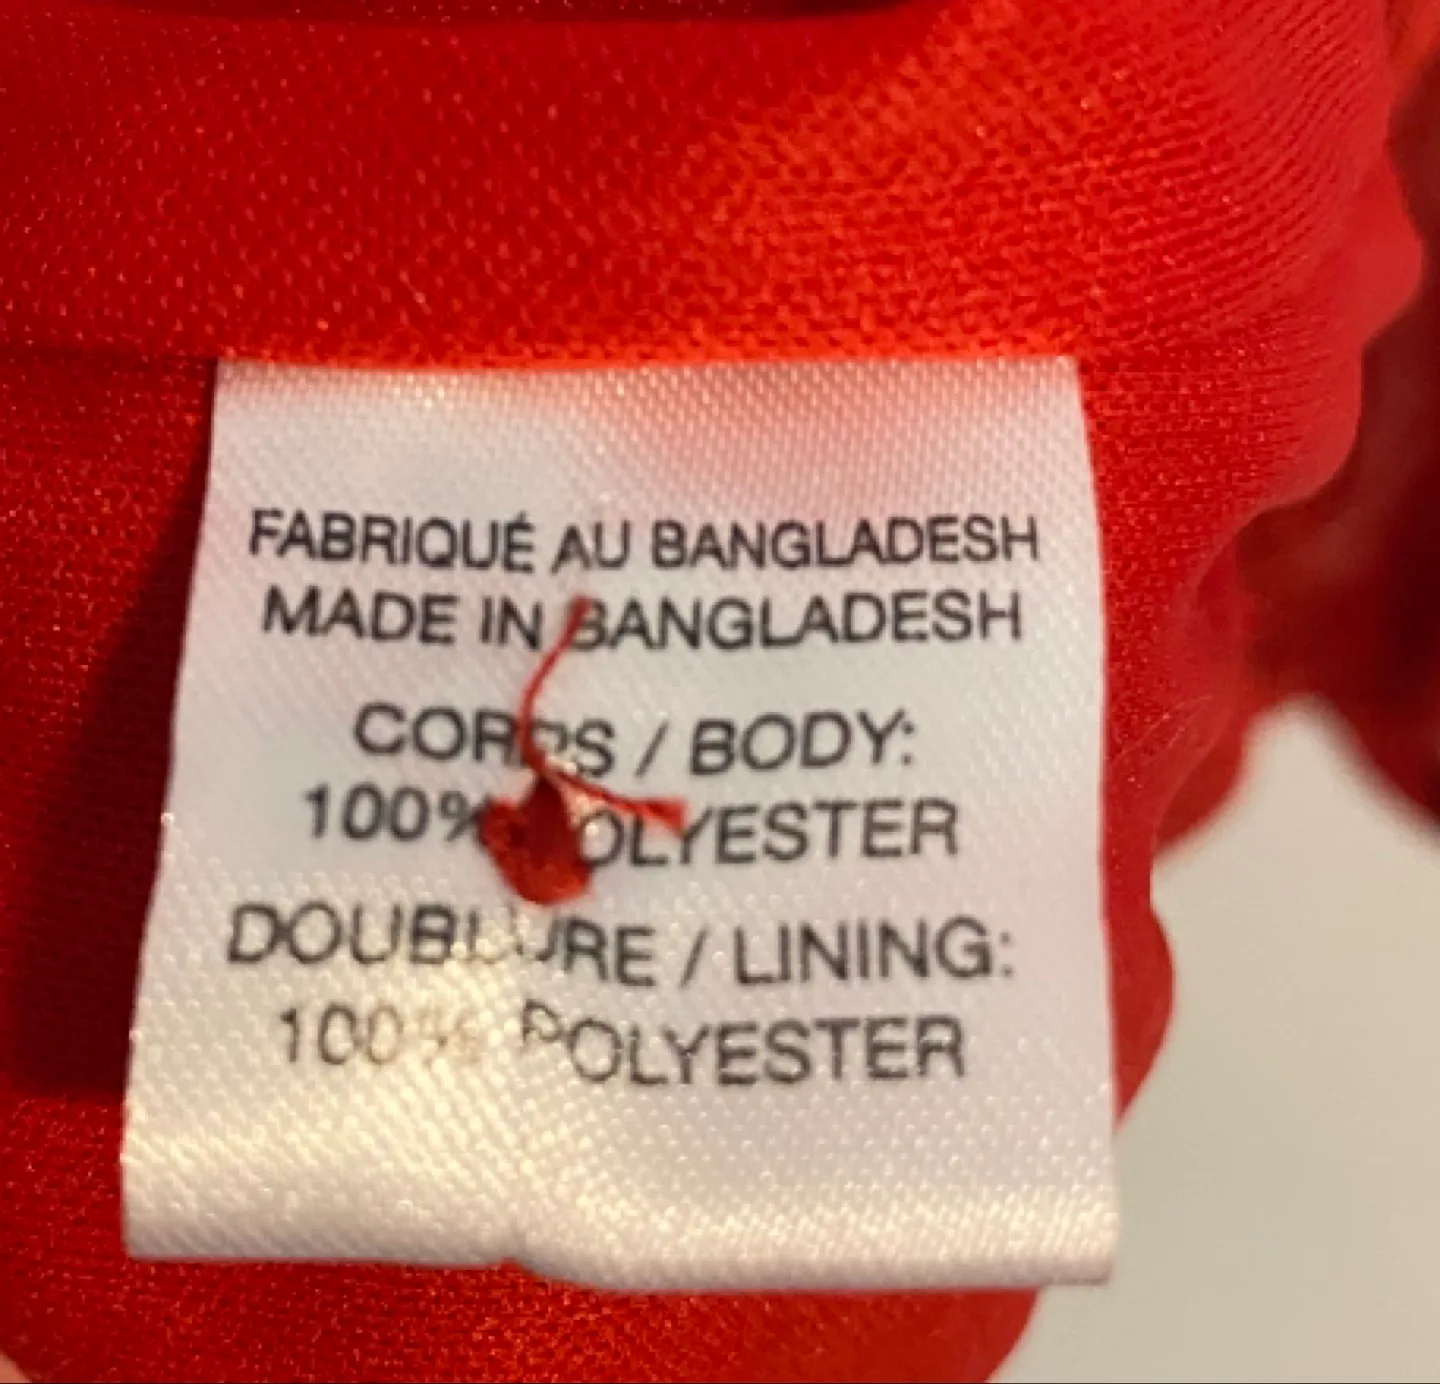 FABRIQUÉ AU BANGLADESH
MADE IN BANGLADESH
CORPS / BODY:
100% POLYESTER
DOUBLURE / LINING:
100% POLYESTER